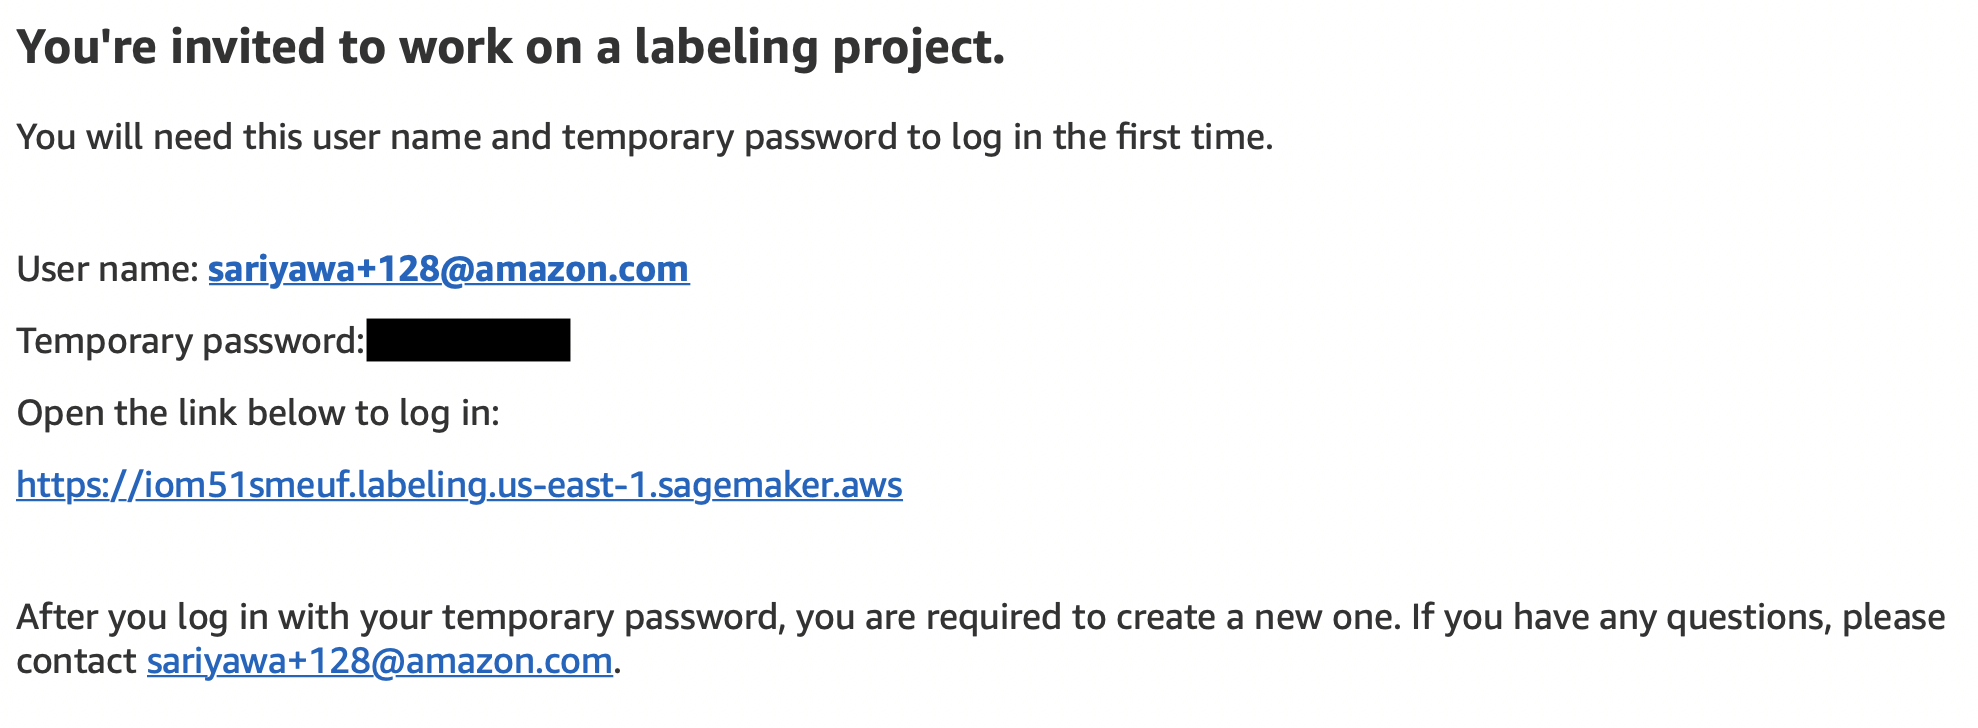 You're invited to work on a labeling project.
You will need this user name and temporary password to log in the first time.
User name: sariyawa+128@amazon.com
Temporary password:
Open the link below to log in:
https://iom51smeuf.labeling.us-east-1.sagemaker.aws
After you log in with your temporary password, you are required to create a new one. If you have any questions, please
contact sariyawa+128@amazon.com.